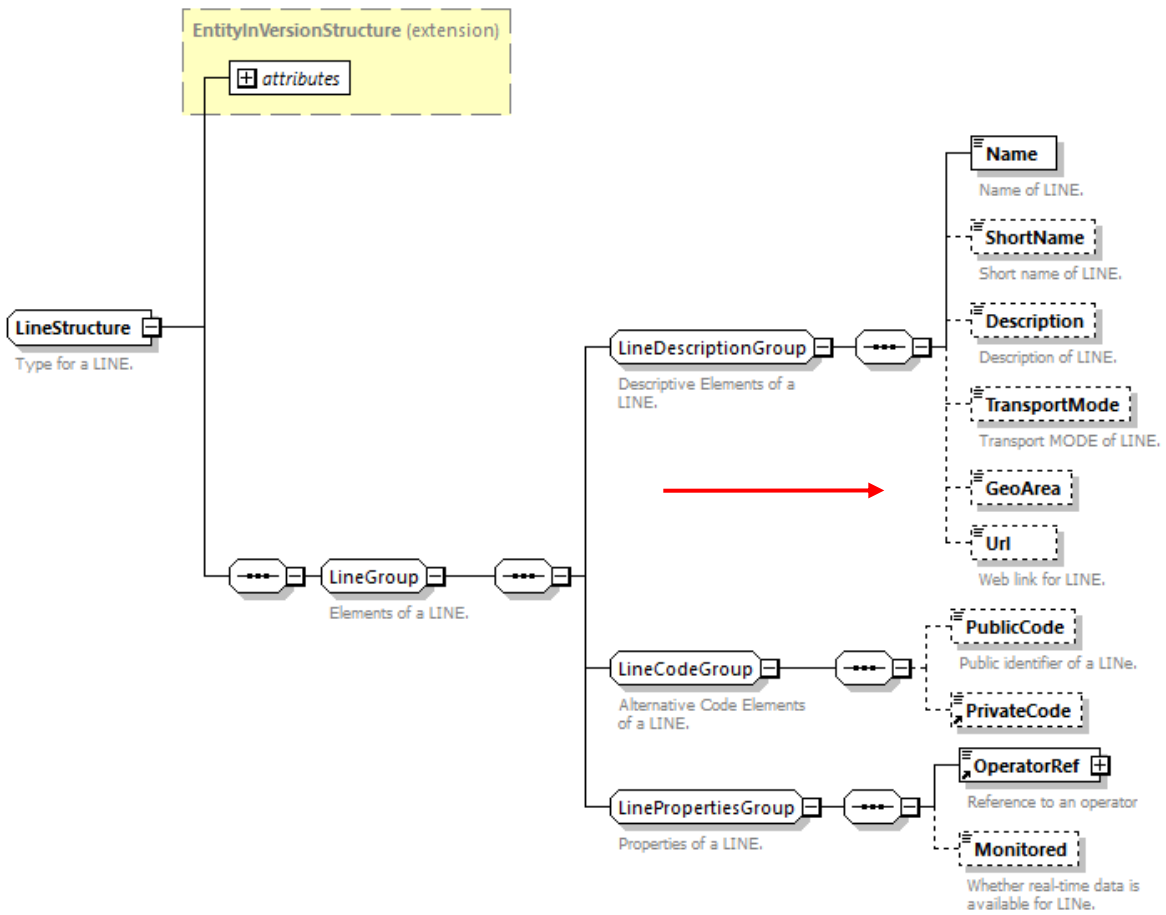 EntityInVersionStructure (extension)
attributes
LineStructure
Type for a LINE.
LineGroup
Elements of a LINE.
LineDescriptionGroup
Descriptive Elements of a
LINE.
Name
Name of LINE.
ShortName
Short name of LINE.
Description
Description of LINE.
TransportMode
Transport MODE of LINE.
GeoArea
Url
Web link for LINE.
LineCodeGroup
Alternative Code Elements
of a LINE.
PublicCode
Public identifier of a LINe.
PrivateCode
LinePropertiesGroup
Properties of a LINE.
OperatorRef
Reference to an operator
Monitored
Whether real-time data is
available for LINe.